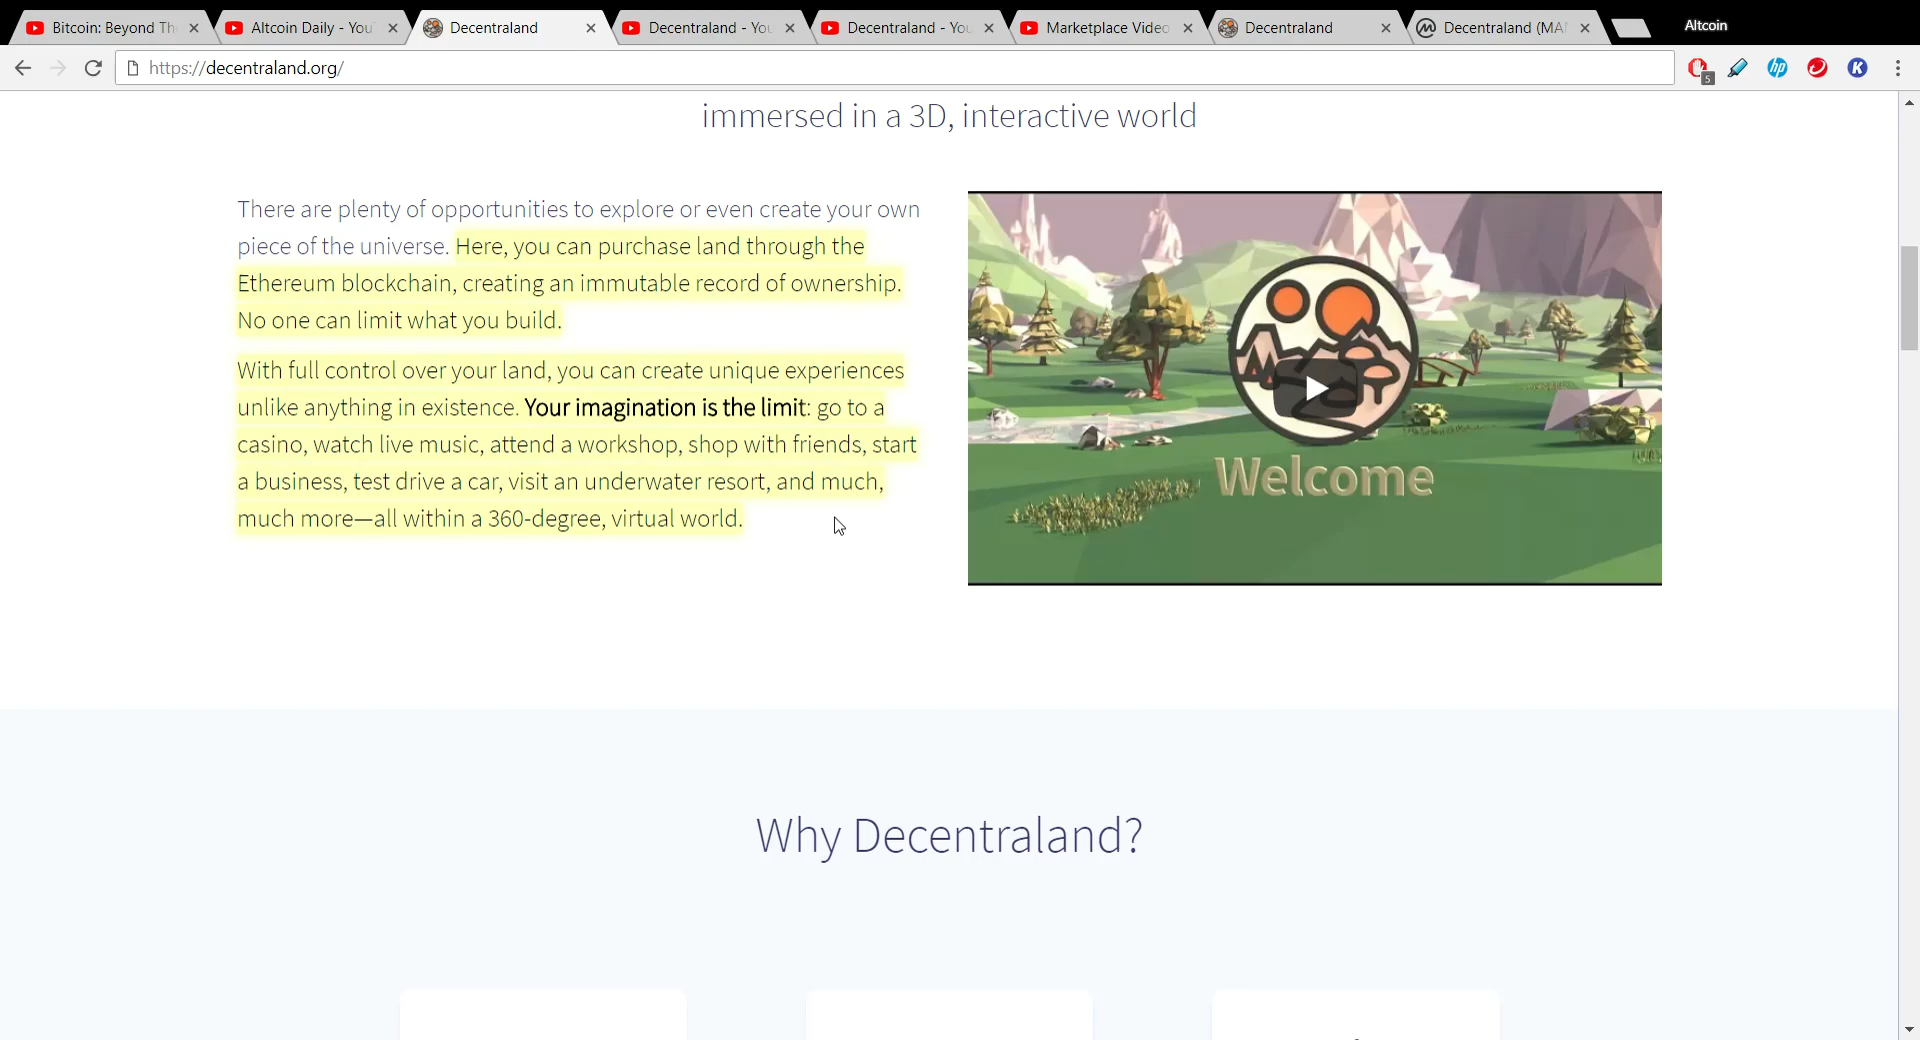 Bitcoin: Beyond Th
Altcoin Daily - You
Decentraland
Decentraland - You
Decentraland - You
Marketplace Video
Decentraland
Decentraland (MA
Altcoin
https://decentraland.org/
5
hp
K
immersed in a 3D, interactive world
There are plenty of opportunities to explore or even create your own
piece of the universe. Here, you can purchase land through the
Ethereum blockchain, creating an immutable record of ownership.
No one can limit what you build.
With full control over your land, you can create unique experiences
unlike anything in existence. Your imagination is the limit: go to a
casino, watch live music, attend a workshop, shop with friends, start
a business, test drive a car, visit an underwater resort, and much,
much more—all within a 360-degree, virtual world.
Welcome
Why Decentraland?